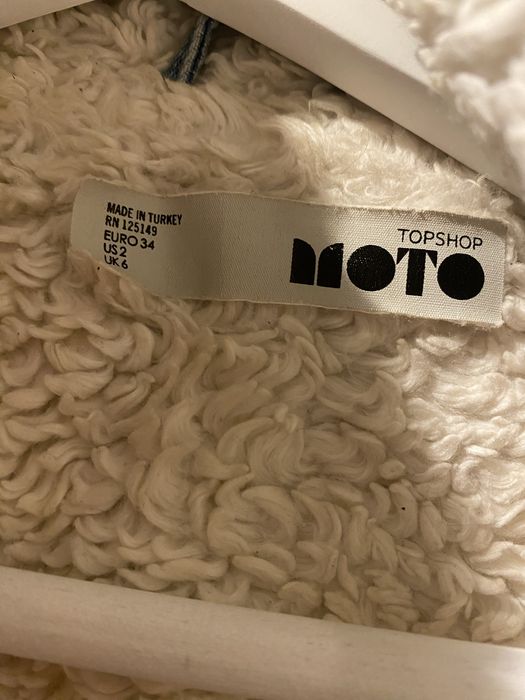 MADE IN TURKEY
RN 125149
EURO 34
US 2
UK 6
TOPSHOP
MOTO